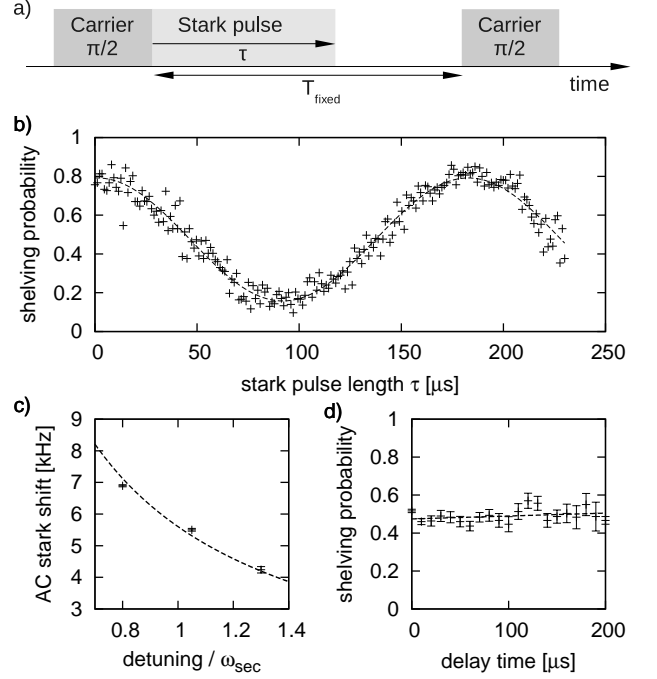 a)
Carrier
π/2
Stark pulse
τ
Carrier
π/2
T_fixed
time
b)
shelving probability
1
0.8
0.6
0.4
0.2
0
0 50 100 150 200 250
stark pulse length τ [μs]
c)
AC stark shift [kHz]
9
8
7
6
5
4
3
0.8 1 1.2 1.4
detuning / ω_sec
d)
shelving probability
1
0.8
0.6
0.4
0.2
0
0 100 200
delay time [μs]